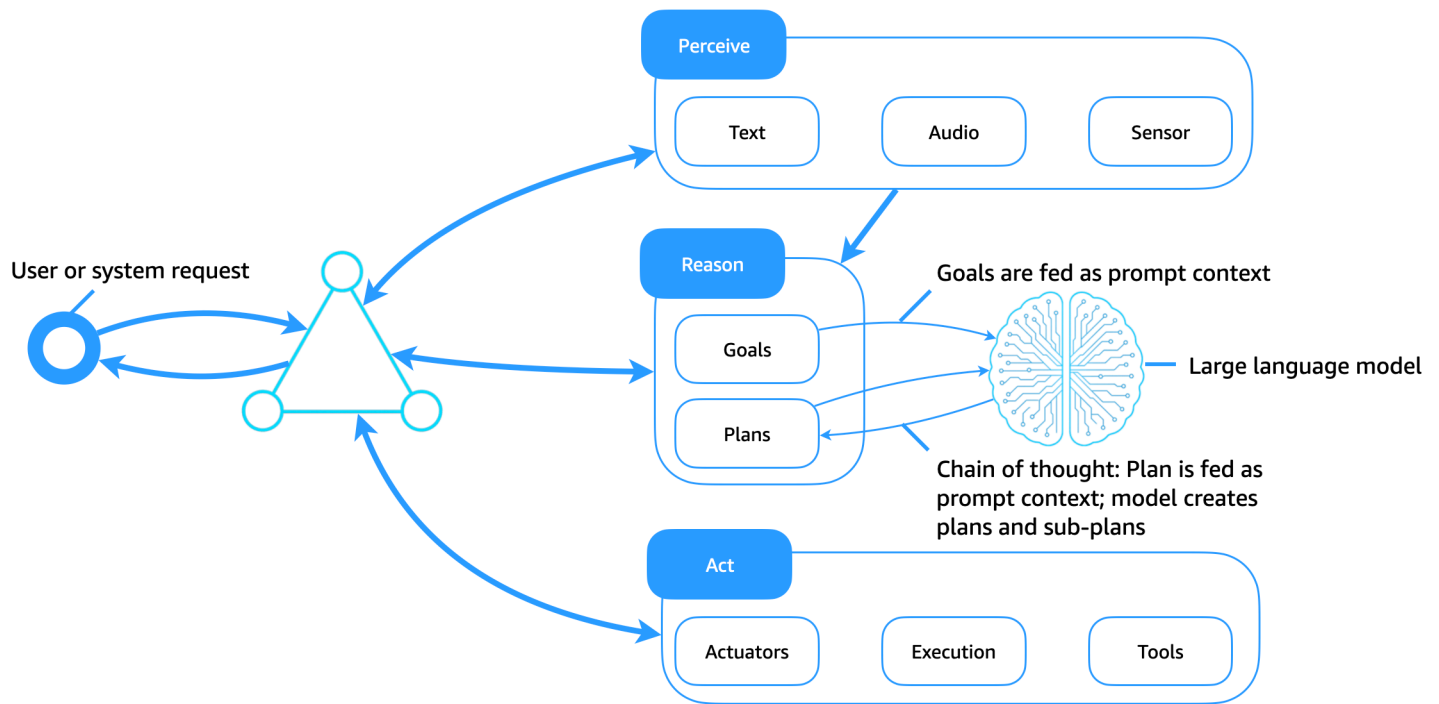 Perceive
Text
Audio
Sensor
User or system request
Reason
Goals are fed as prompt context
Goals
Large language model
Plans
Chain of thought: Plan is fed as
prompt context; model creates
plans and sub-plans
Act
Actuators
Execution
Tools